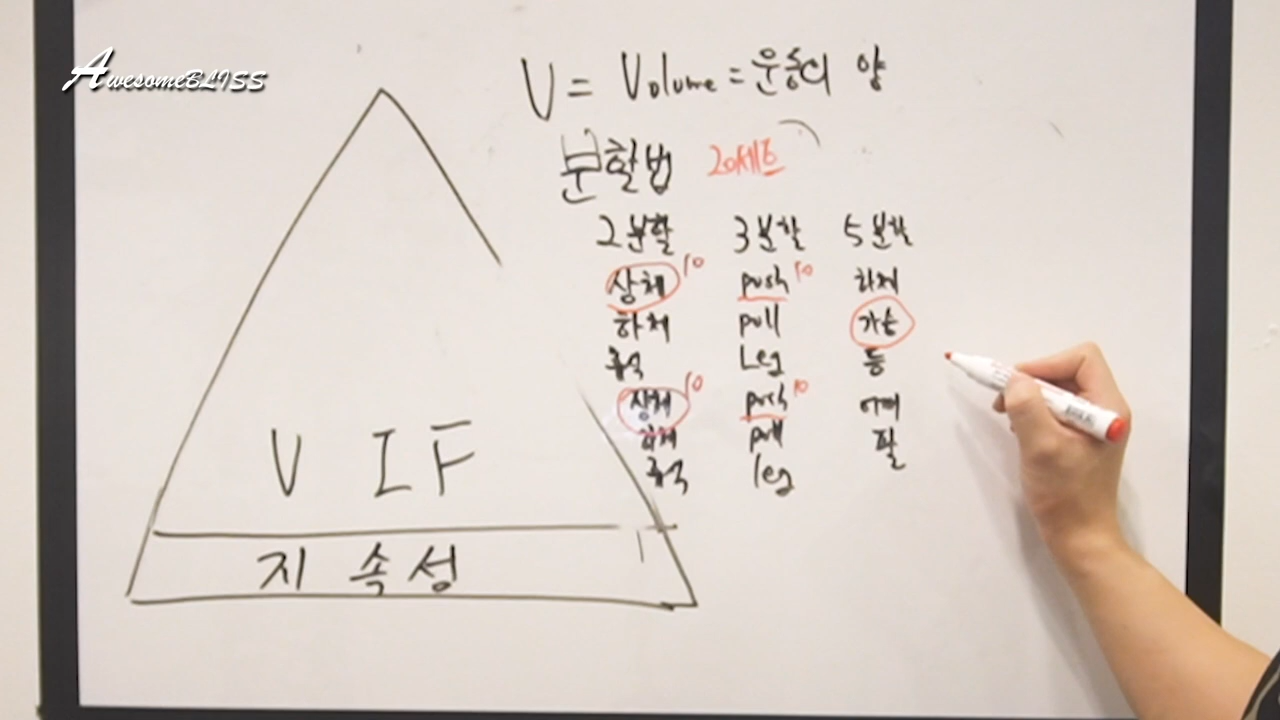 AwesomeBLISS
V = Volume = 운동의 양
분할법 20세트
2분할 3분할 5분할
상체 10 push 10 하체
하체 pull 가슴
휴식 Leg 등
상체 10 push 10 어깨
하체 pull 팔
휴식 leg
V I F
지속성